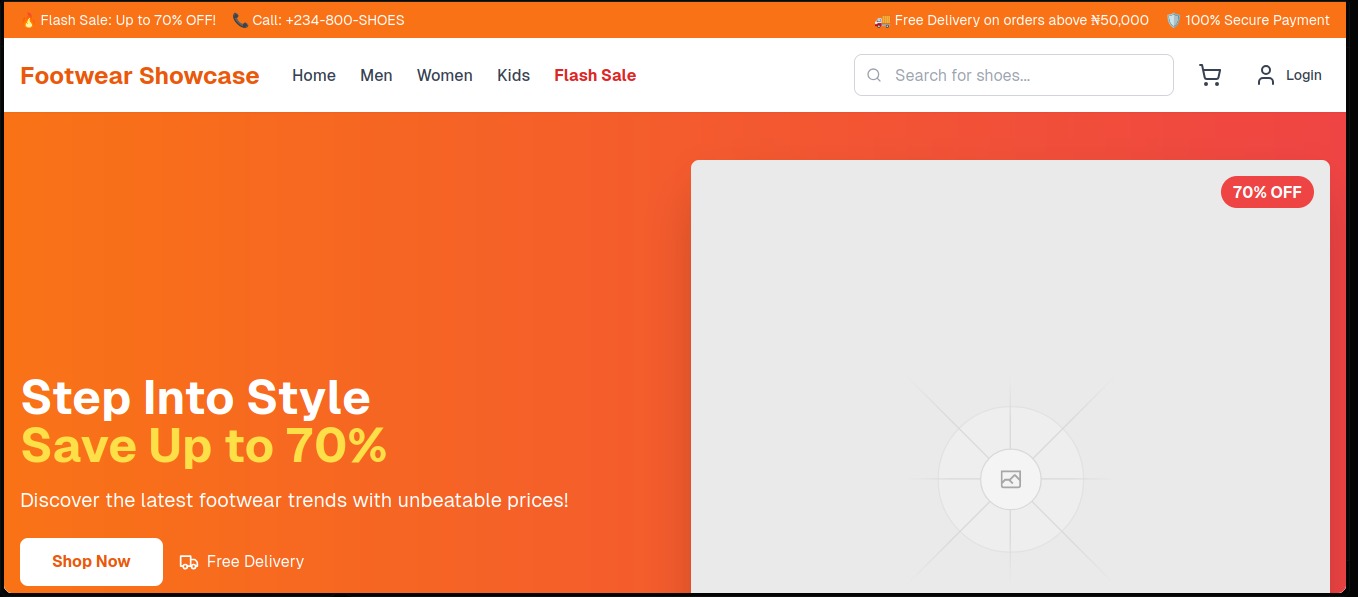 🔥 Flash Sale: Up to 70% OFF! 📞 Call: +234-800-SHOES 🚚 Free Delivery on orders above ₦50,000 🛡️ 100% Secure Payment
Footwear Showcase Home Men Women Kids Flash Sale Search for shoes... Login
70% OFF
Step Into Style
Save Up to 70%
Discover the latest footwear trends with unbeatable prices!
Shop Now Free Delivery